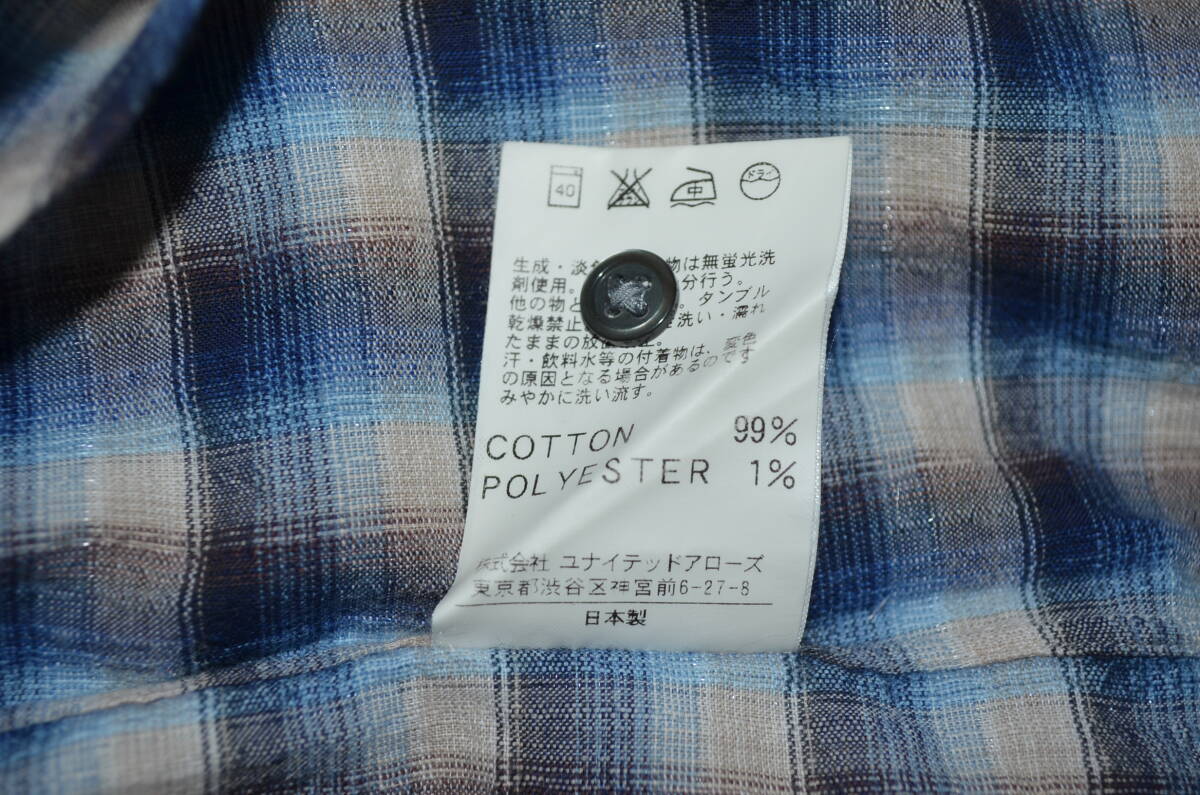 40
中
ドライ
生成・淡 物は無蛍光洗
剤使用。 分行う。
他の物と 。タンブル
乾燥禁止 洗い・濡れ
たままの放 。
汗・飲料水等の付着物は、変色
の原因となる場合があるのです
みやかに洗い流す。
COTTON 99%
POLYESTER 1%
株式会社 ユナイテッドアローズ
東京都渋谷区神宮前6-27-8
日本製